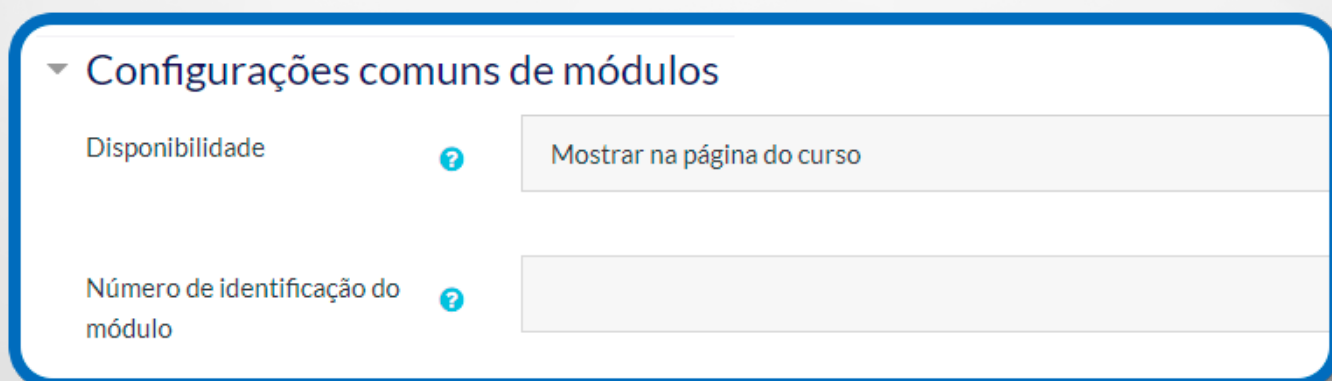 Configurações comuns de módulos
Disponibilidade
Mostrar na página do curso
Número de identificação do
módulo